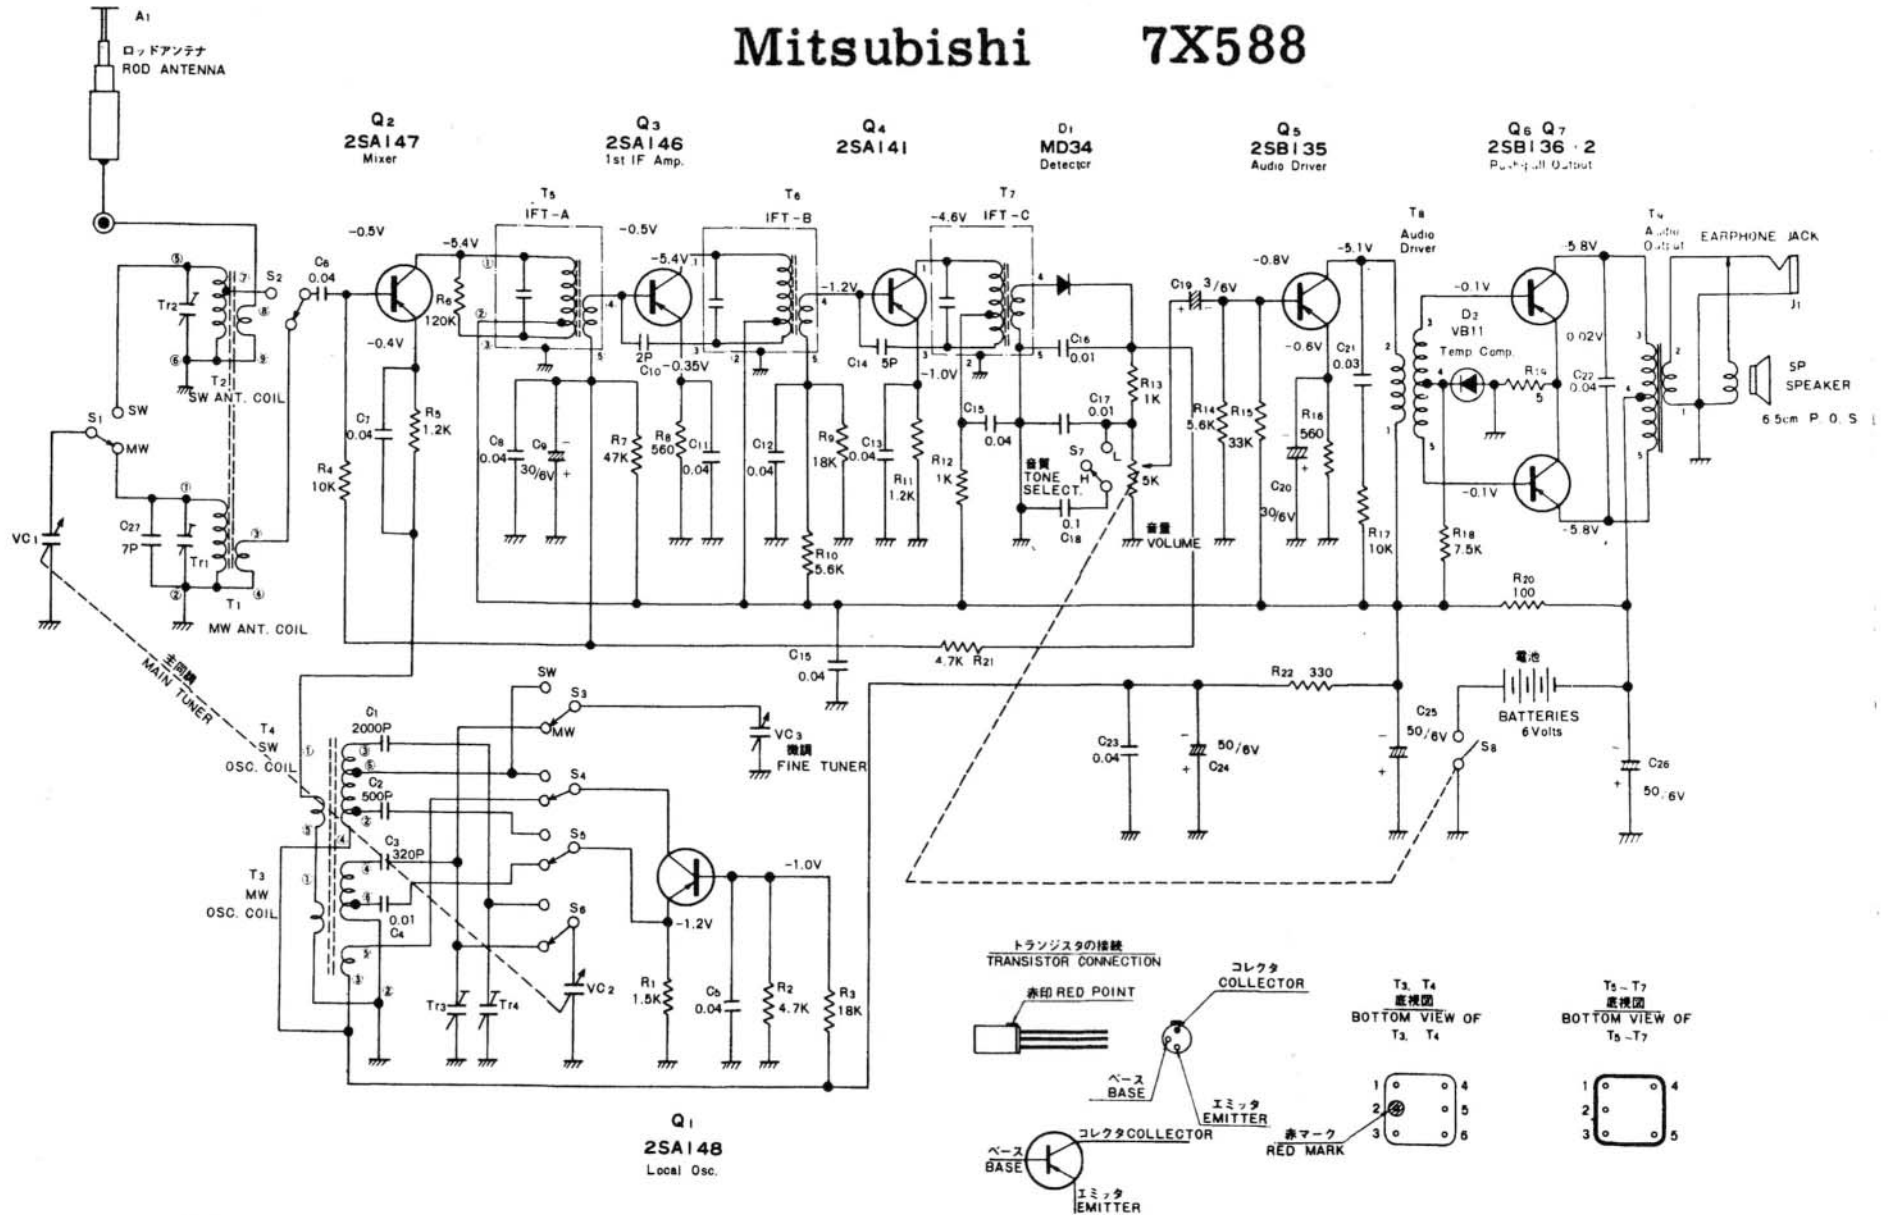 Mitsubishi 7X588
A1
ロッドアンテナ
ROD ANTENNA
Q2
2SA147
Mixer
Q3
2SA146
1st IF Amp.
Q4
2SA141
D1
MD34
Detector
Q5
2SB135
Audio Driver
Q6 Q7
2SB136 · 2
T5
IFT-A
T6
IFT-B
T7
IFT-C
T8
Audio
Driver
EARPHONE JACK
J1
-0.5V
-5.4V
-0.5V
-5.4V
-1.2V
-4.6V
-0.8V
-5.1V
-5.8V
-0.1V
-0.4V
-0.35V
-1.0V
-0.6V
-0.1V
-5.8V
0.02V
C6
0.04
S2
Tr2
T2
SW ANT. COIL
S1
SW
MW
VC1
C27
7P
Tr1
T1
MW ANT. COIL
R4
10K
C7
0.04
R5
1.2K
R6
120K
C8
0.04
C9
30/6V
R7
47K
R8
560
2P
C10
C11
0.04
C12
0.04
R9
18K
R10
5.6K
C14
5P
C13
0.04
R11
1.2K
R12
1K
C15
0.04
C16
0.01
C17
0.01
R13
1K
音質
TONE
SELECT.
S7
L
H
0.1
C18
5K
音量
VOLUME
C19
3/6V
R14
5.6K
R15
33K
R16
560
C20
30/6V
C21
0.03
R17
10K
D2
VB11
Temp. Comp.
R19
5
C22
0.04
R18
7.5K
R20
100
SP
SPEAKER
6.5cm P. O. S
主同調
MAIN TUNER
C15
0.04
4.7K R21
R22 330
C23
0.04
50/6V
C24
C25
50/6V
電池
BATTERIES
6 Volts
S8
C26
50/6V
T4
SW
OSC. COIL
C1
2000P
C2
500P
C3
320P
T3
MW
OSC. COIL
0.01
C4
SW
S3
MW
S4
S5
S6
VC3
微調
FINE TUNER
-1.0V
-1.2V
Tr3
Tr4
VC2
R1
1.5K
C5
0.04
R2
4.7K
R3
18K
Q1
2SA148
Local Osc.
トランジスタの接続
TRANSISTOR CONNECTION
赤印 RED POINT
コレクタ
COLLECTOR
ベース
BASE
エミッタ
EMITTER
コレクタ COLLECTOR
ベース
BASE
エミッタ
EMITTER
T3, T4
底視図
BOTTOM VIEW OF
T3, T4
1 4
2 5
3 6
赤マーク
RED MARK
T5~T7
底視図
BOTTOM VIEW OF
T5~T7
1 4
2
3 5